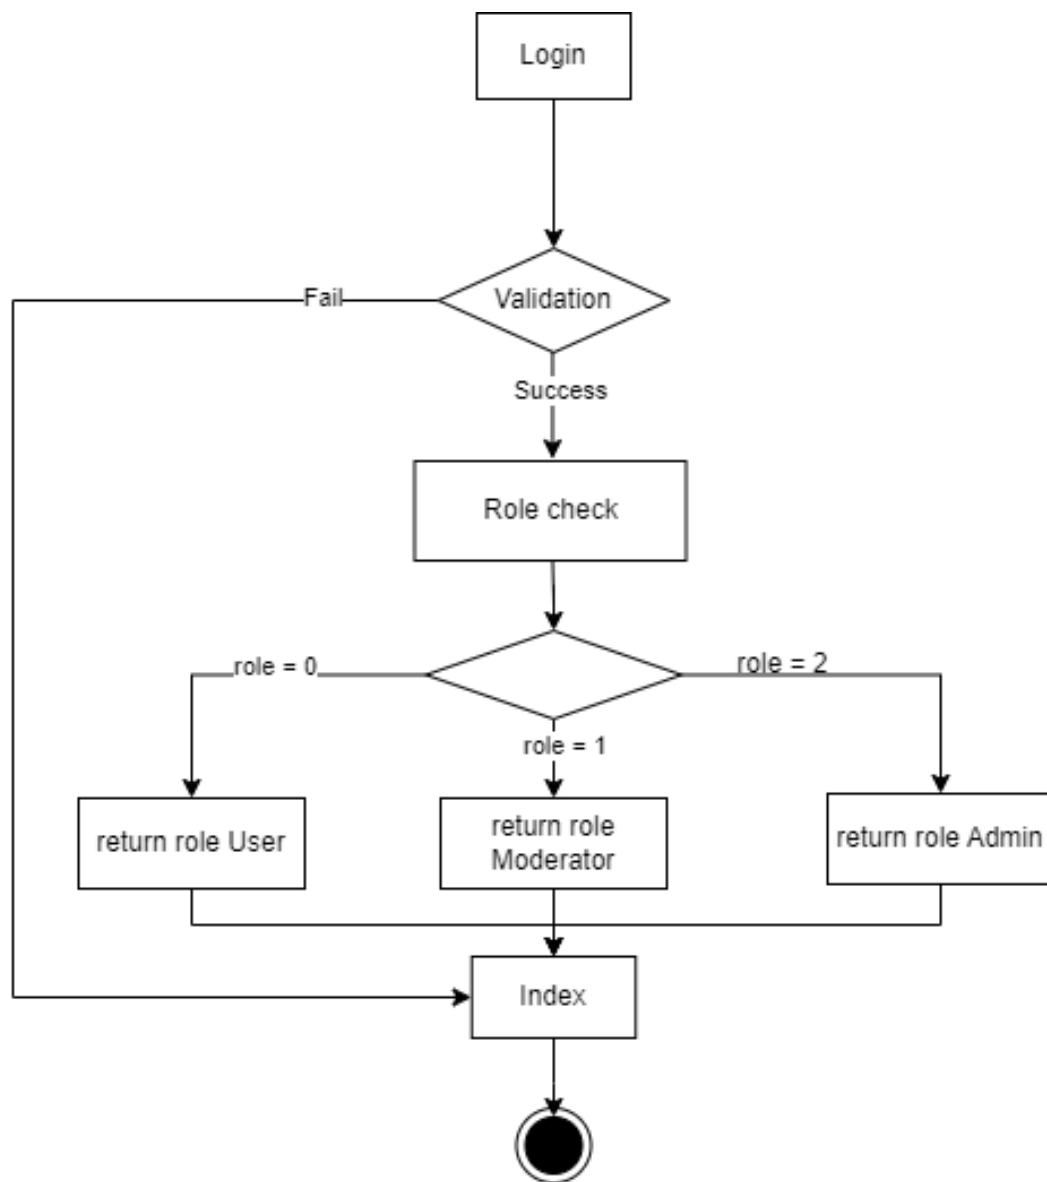 Login
Validation
Fail
Success
Role check
role = 0
role = 2
role = 1
return role User
return role
Moderator
return role Admin
Index